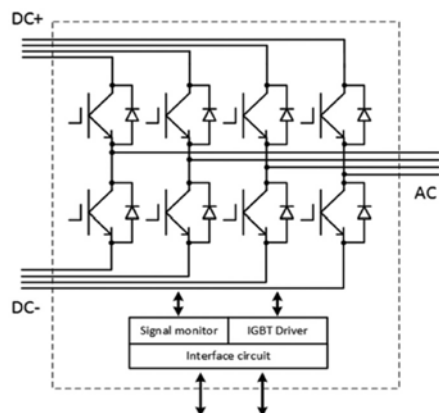 DC+
AC
DC-
Signal monitor
IGBT Driver
Interface circuit